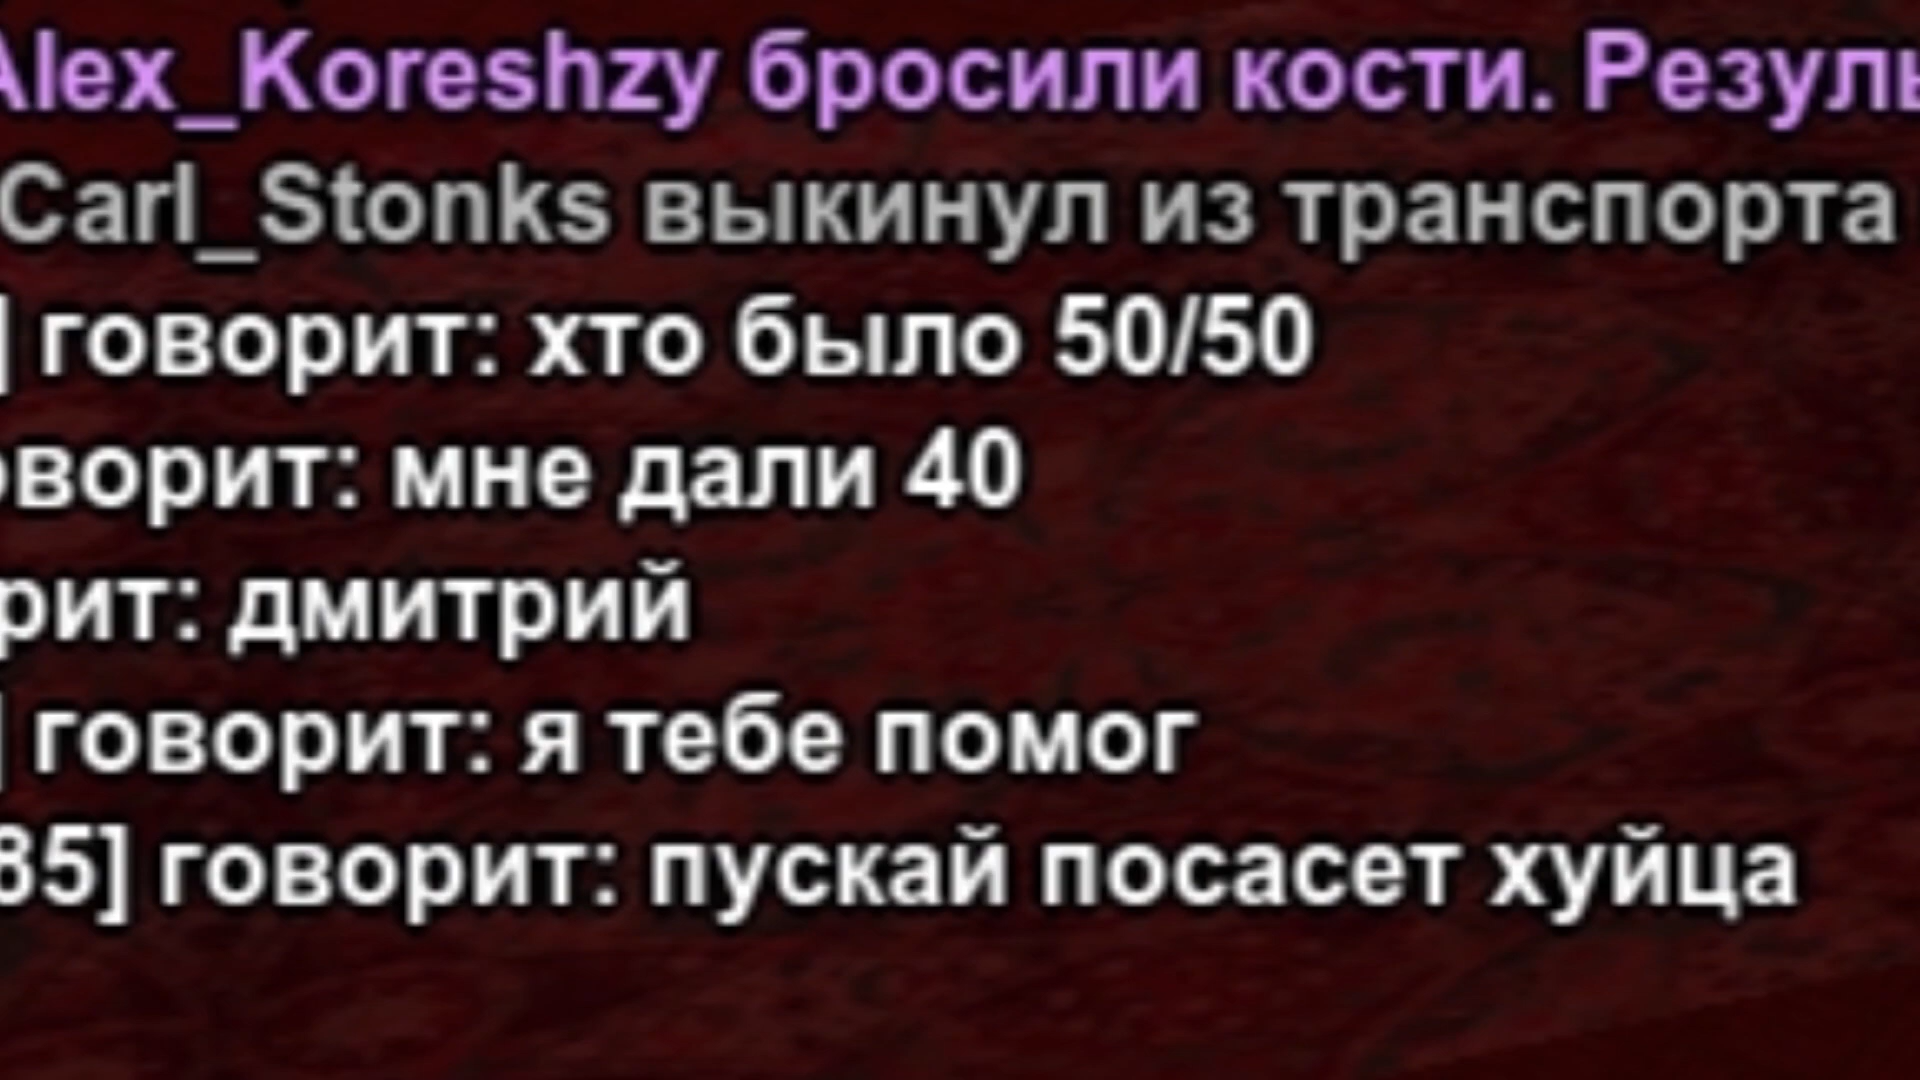 Alex_Koreshzy бросили кости. Резуль
Carl_Stonks выкинул из транспорта
] говорит: хто было 50/50
оворит: мне дали 40
рит: дмитрий
] говорит: я тебе помог
85] говорит: пускай посасет хуйца